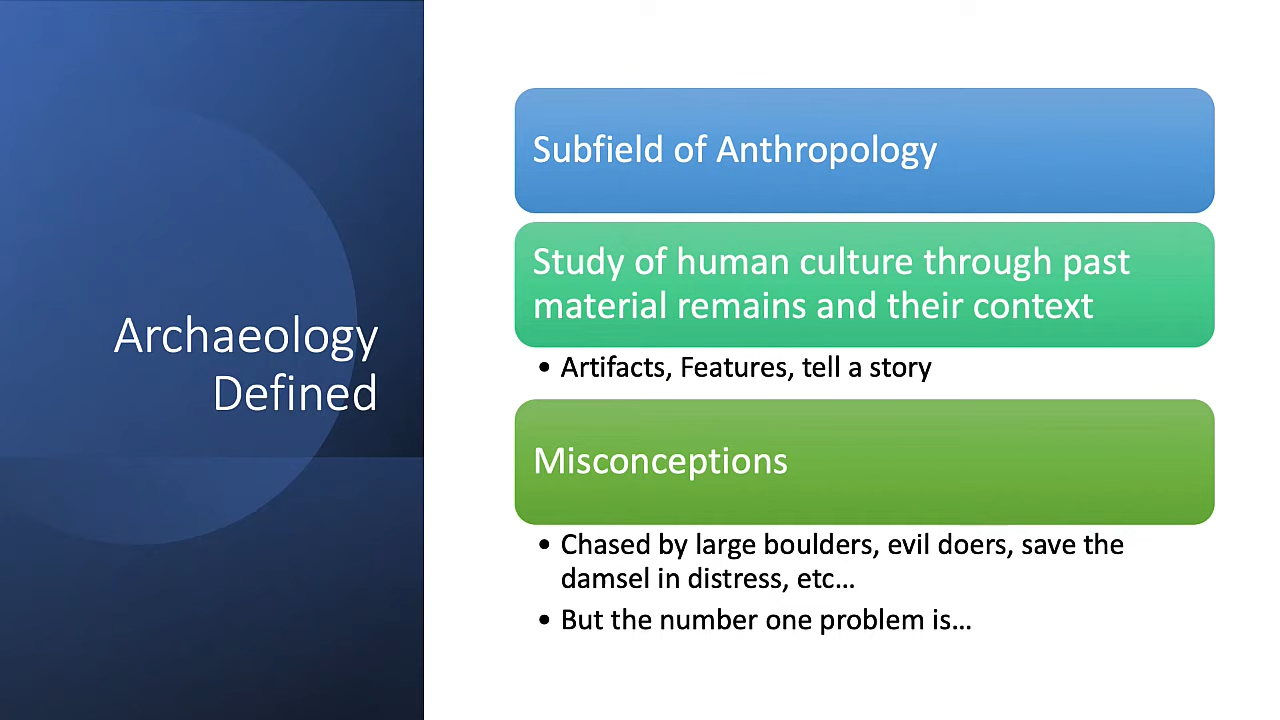 Archaeology
Defined
Subfield of Anthropology
Study of human culture through past
material remains and their context
• Artifacts, Features, tell a story
Misconceptions
• Chased by large boulders, evil doers, save the
damsel in distress, etc…
• But the number one problem is…